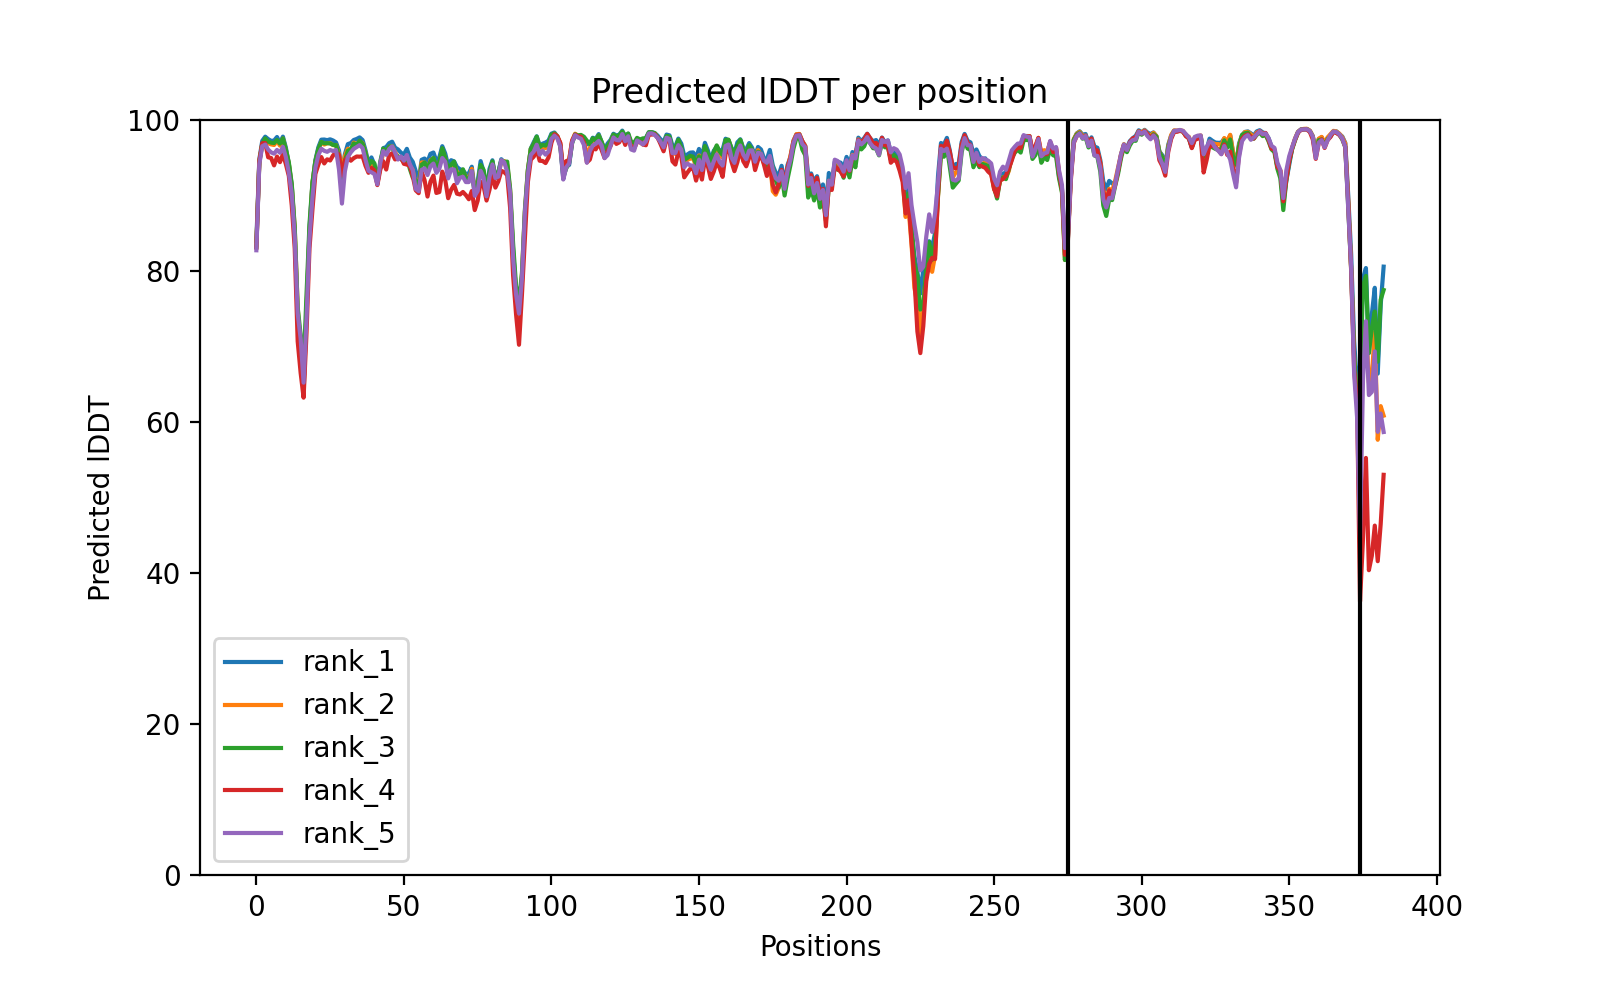 Predicted lDDT per position
100
80
60
40
20
0
Predicted lDDT
rank_1
rank_2
rank_3
rank_4
rank_5
0 50 100 150 200 250 300 350 400
Positions